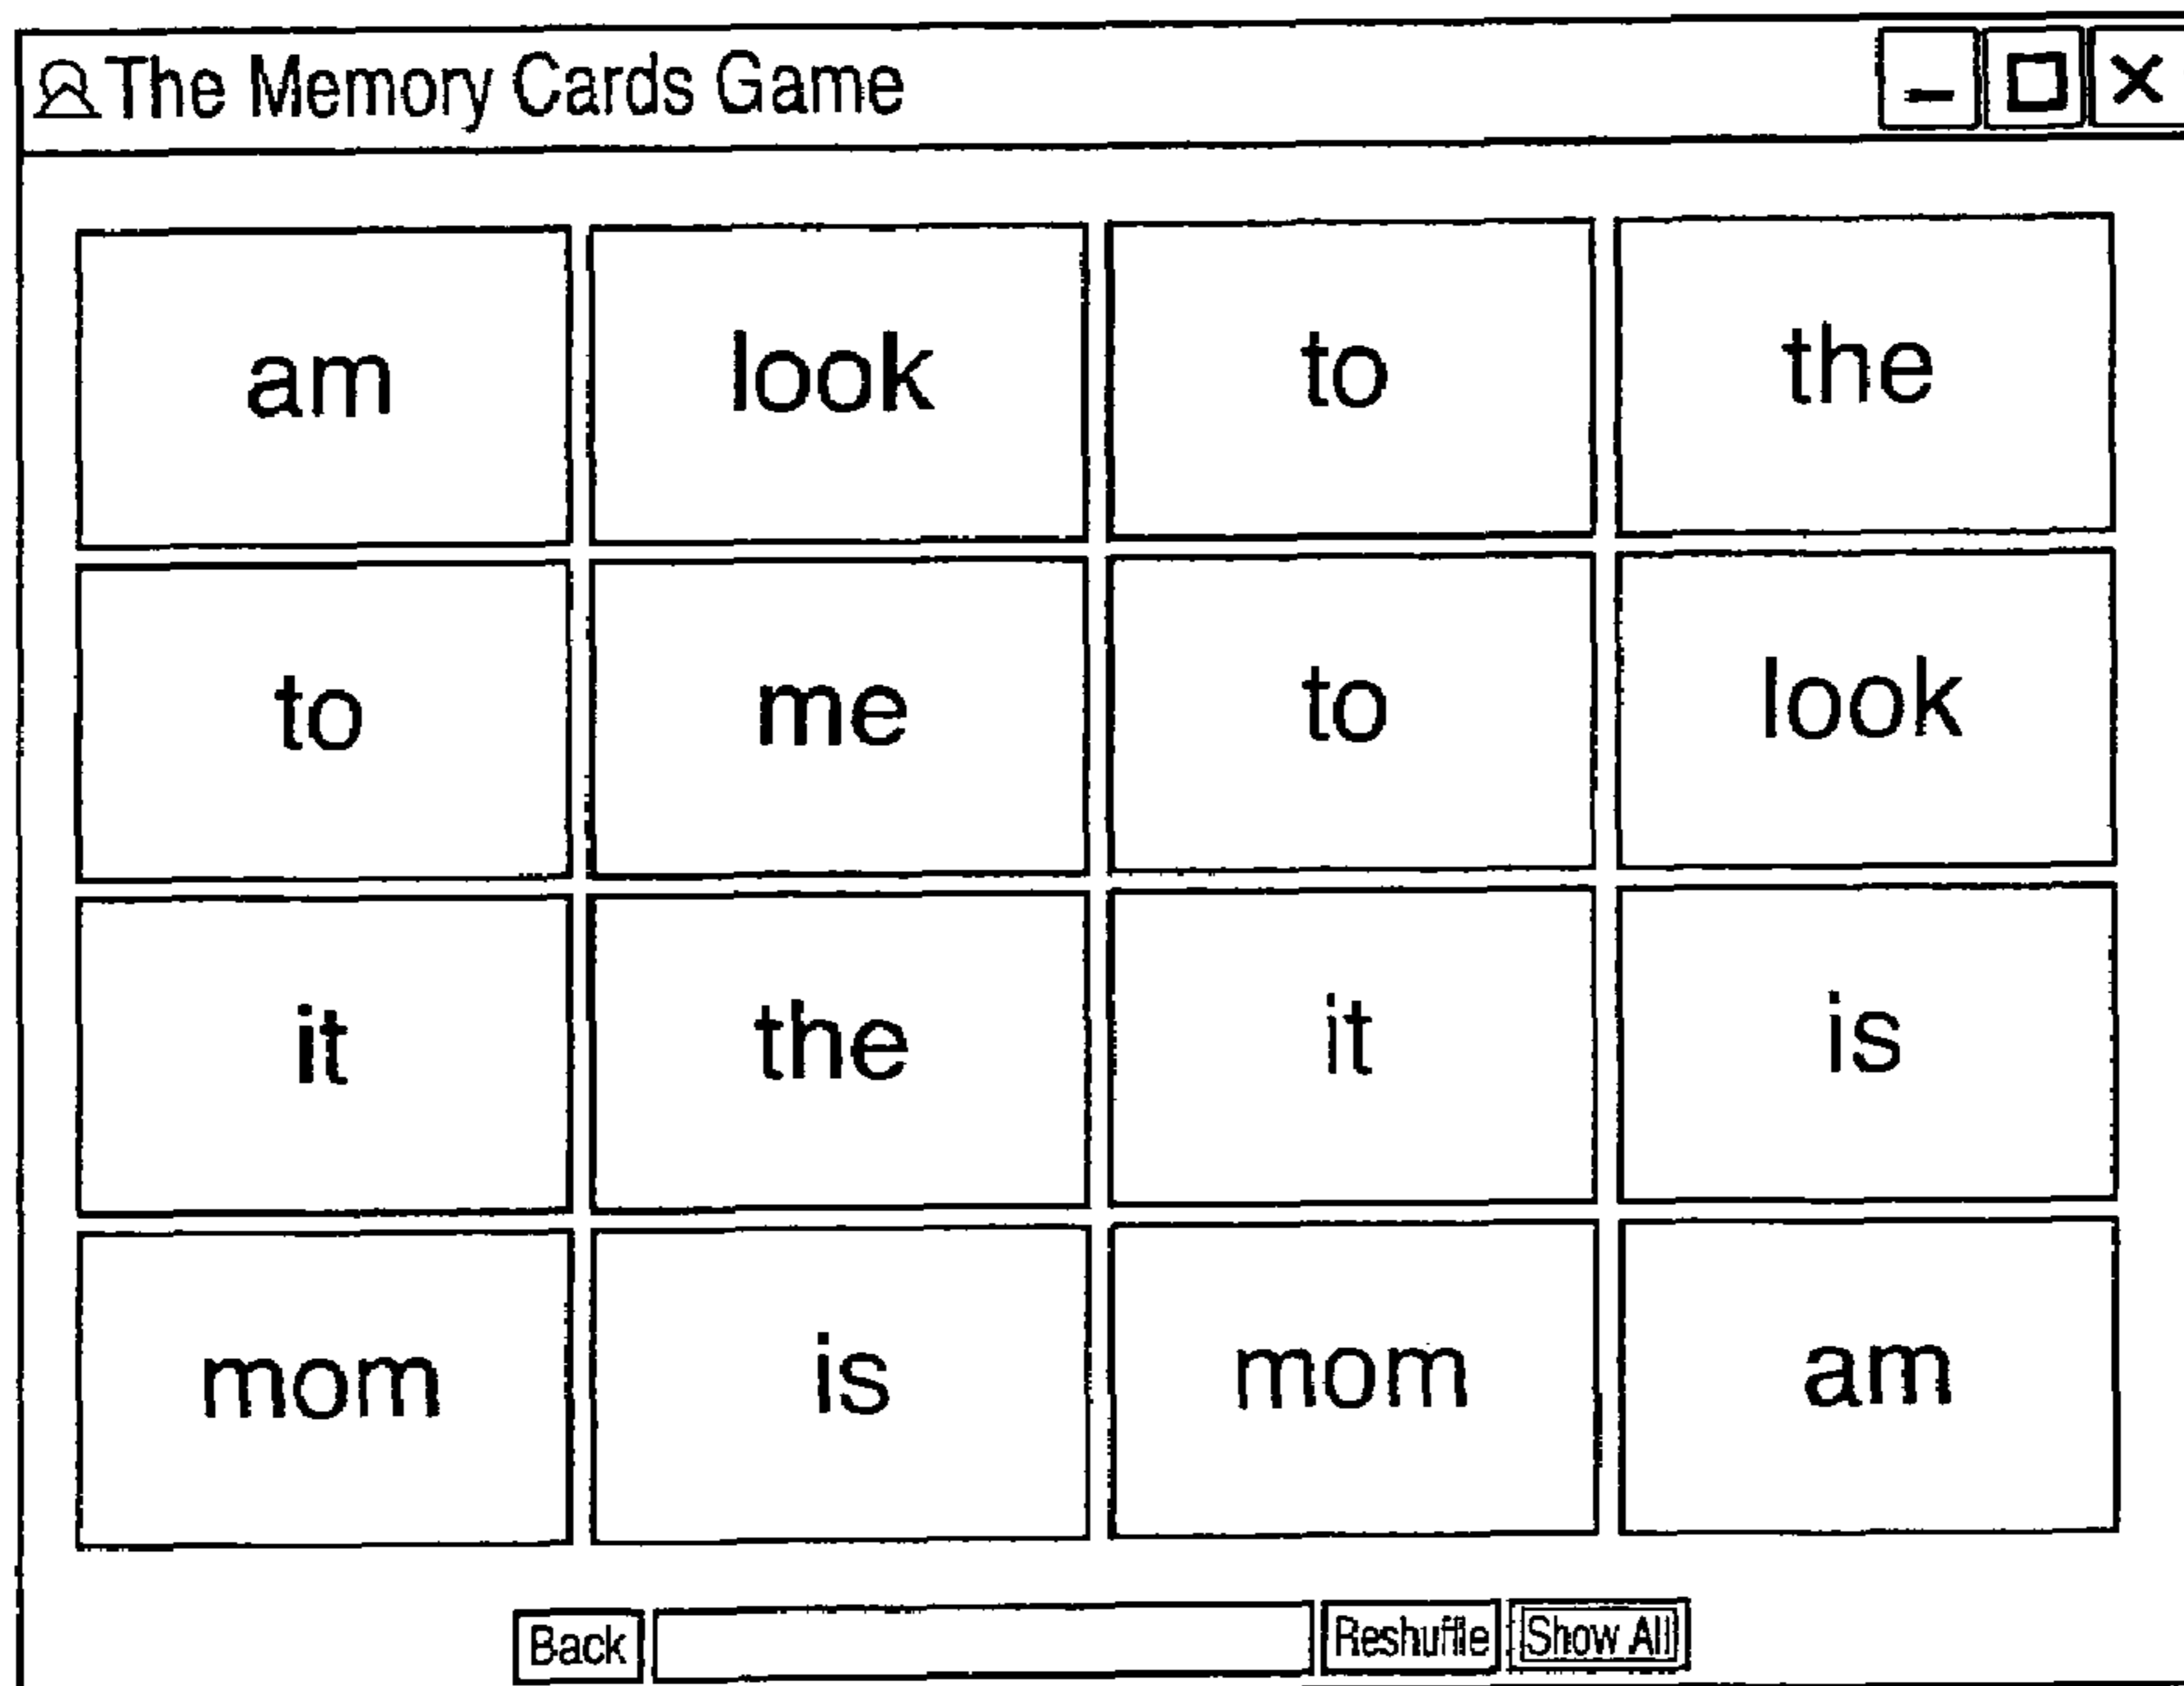 The Memory Cards Game
am look to the
to me to look
it the it is
mom is mom am
Back Reshuffle Show All